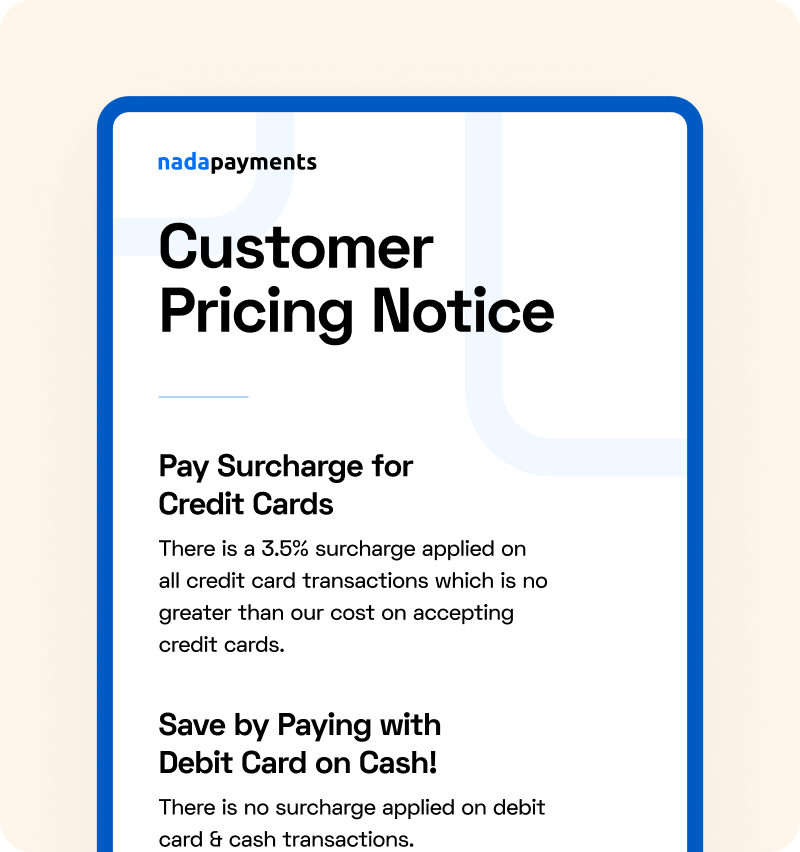 nadapayments
Customer
Pricing Notice
Pay Surcharge for
Credit Cards
There is a 3.5% surcharge applied on
all credit card transactions which is no
greater than our cost on accepting
credit cards.
Save by Paying with
Debit Card on Cash!
There is no surcharge applied on debit
card & cash transactions.